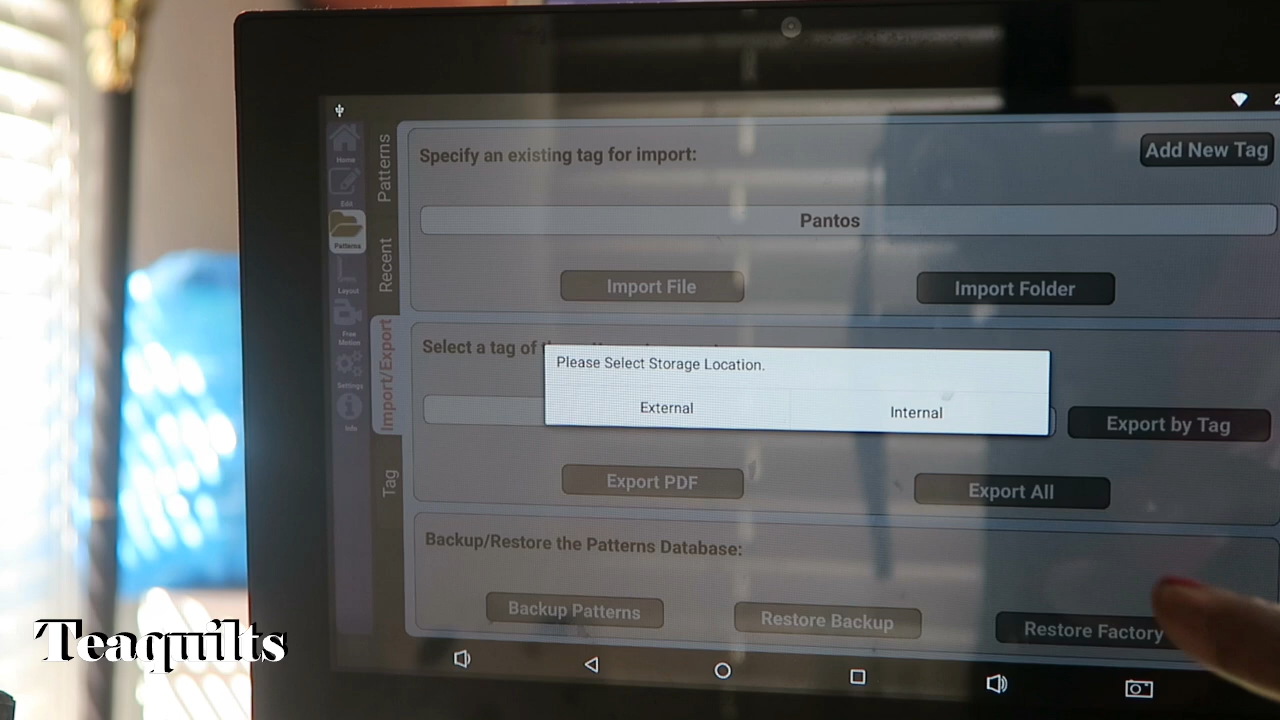 Home
Edit
Patterns
Layout
Free
Motion
Settings
Info
Patterns
Recent
Import/Export
Tag
Specify an existing tag for import:
Add New Tag
Pantos
Import File
Import Folder
Select a tag of
Please Select Storage Location.
External
Internal
Export by Tag
Export PDF
Export All
Backup/Restore the Patterns Database:
Backup Patterns
Restore Backup
Restore Factory
Teaquilts